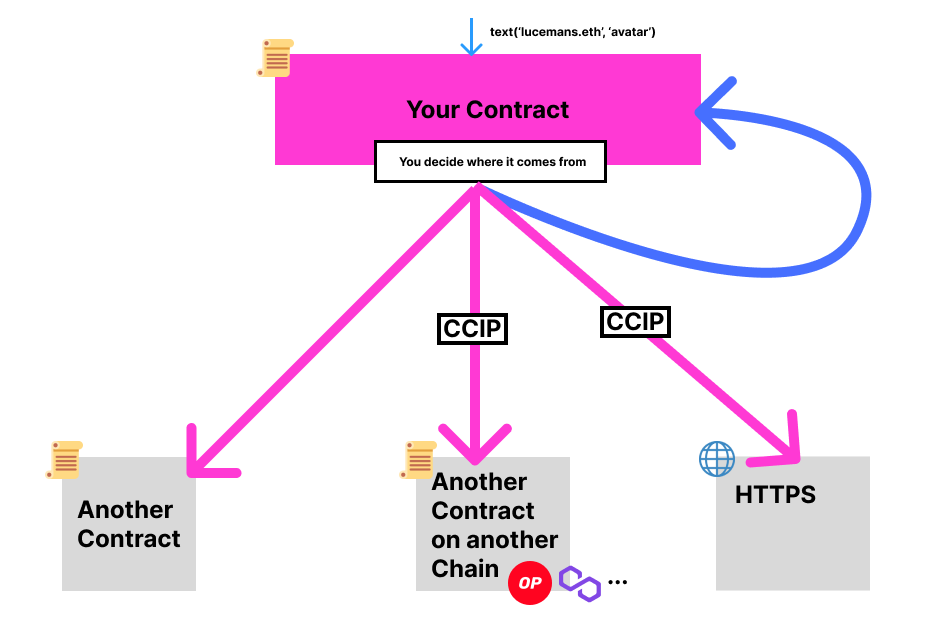 text(‘lucemans.eth’, ‘avatar’)
Your Contract
You decide where it comes from
CCIP
CCIP
Another
Contract
Another
Contract
on another
Chain
OP
...
HTTPS